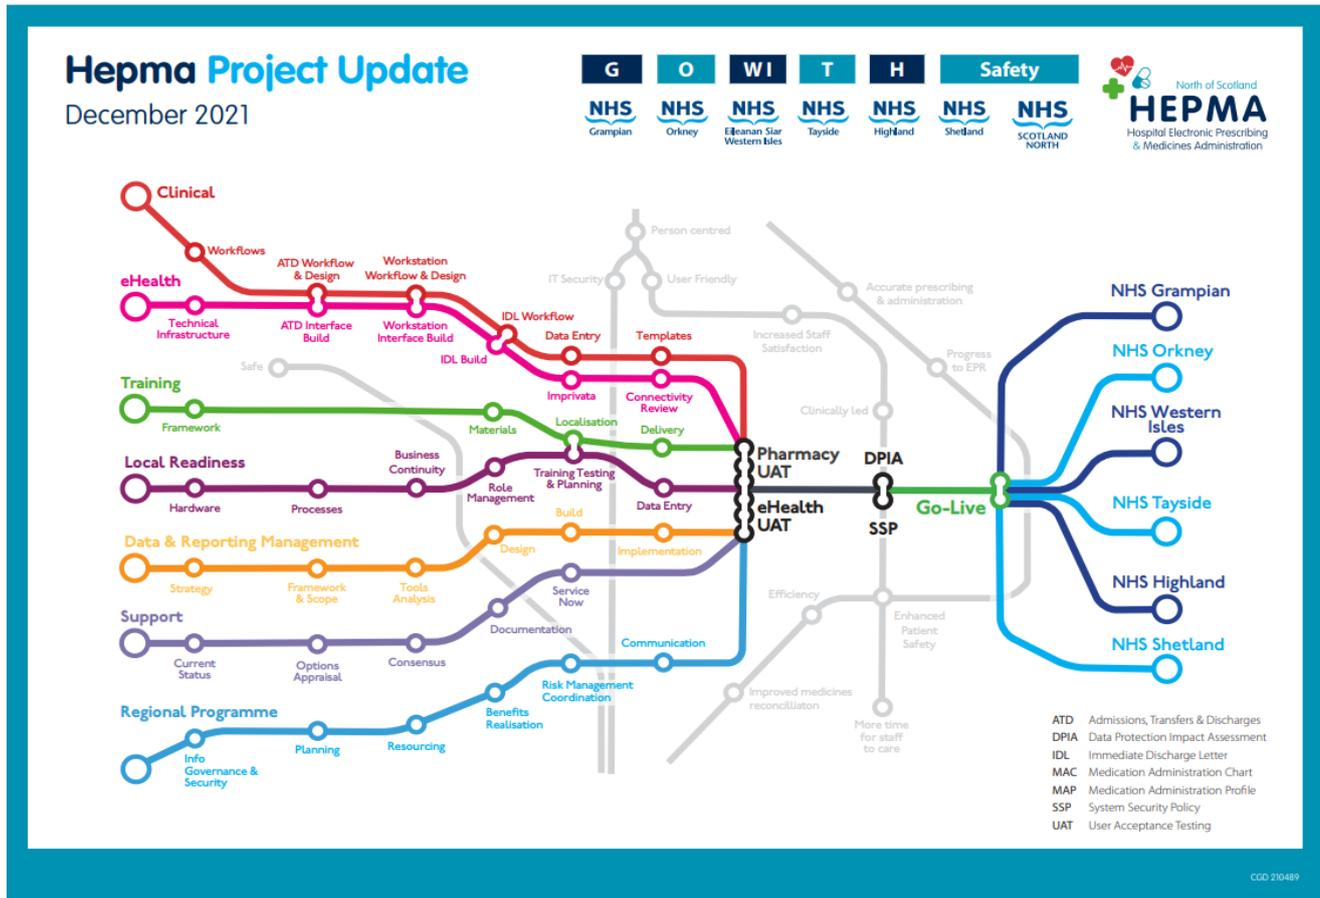 Hepma Project Update
December 2021
G O WI T H Safety
NHS
Grampian
NHS
Orkney
NHS
Eileanan Siar
Western Isles
NHS
Tayside
NHS
Highland
NHS
Shetland
NHS
SCOTLAND
NORTH
North of Scotland
HEPMA
Hospital Electronic Prescribing
& Medicines Administration
Clinical
Workflows
ATD Workflow
& Design
Workstation
Workflow & Design
IDL Workflow
Data Entry
Templates
eHealth
Technical
Infrastructure
ATD Interface
Build
Workstation
Interface Build
IDL Build
Imprivata
Connectivity
Review
Training
Framework
Materials
Localisation
Delivery
Local Readiness
Hardware
Processes
Business
Continuity
Role
Management
Training Testing
& Planning
Data Entry
Data & Reporting Management
Strategy
Framework
& Scope
Tools
Analysis
Design
Build
Implementation
Support
Current
Status
Options
Appraisal
Consensus
Documentation
Service
Now
Regional Programme
Info
Governance &
Security
Planning
Resourcing
Benefits
Realisation
Risk Management
Coordination
Communication
Safe
Person centred
IT Security
User Friendly
Increased Staff
Satisfaction
Accurate prescribing
& administration
Progress
to EPR
Clinically led
Efficiency
Enhanced
Patient
Safety
Improved medicines
reconcilliaton
More time
for staff
to care
Pharmacy
UAT
eHealth
UAT
DPIA
SSP
Go-Live
NHS Grampian
NHS Orkney
NHS Western
Isles
NHS Tayside
NHS Highland
NHS Shetland
ATD Admissions, Transfers & Discharges
DPIA Data Protection Impact Assessment
IDL Immediate Discharge Letter
MAC Medication Administration Chart
MAP Medication Administration Profile
SSP System Security Policy
UAT User Acceptance Testing
CGD 210489